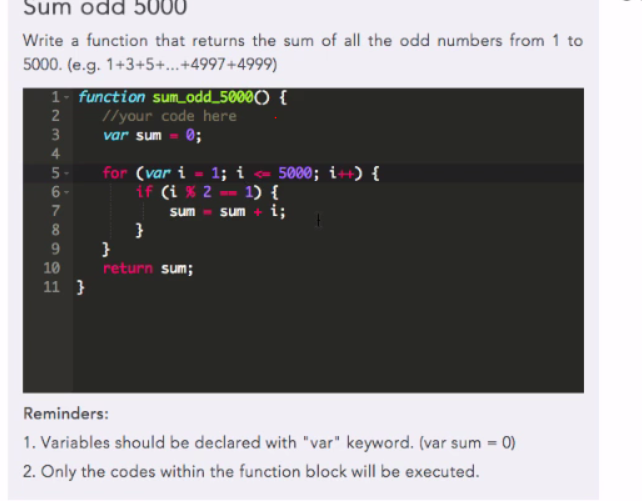 Sum odd 5000
Write a function that returns the sum of all the odd numbers from 1 to
5000. (e.g. 1+3+5+...+4997+4999)
1 function sum_odd_5000() {
2 //your code here
3 var sum = 0;
4
5 for (var i = 1; i <= 5000; i++) {
6 if (i % 2 == 1) {
7 sum = sum + i;
8 }
9 }
10 return sum;
11 }
Reminders:
1. Variables should be declared with "var" keyword. (var sum = 0)
2. Only the codes within the function block will be executed.